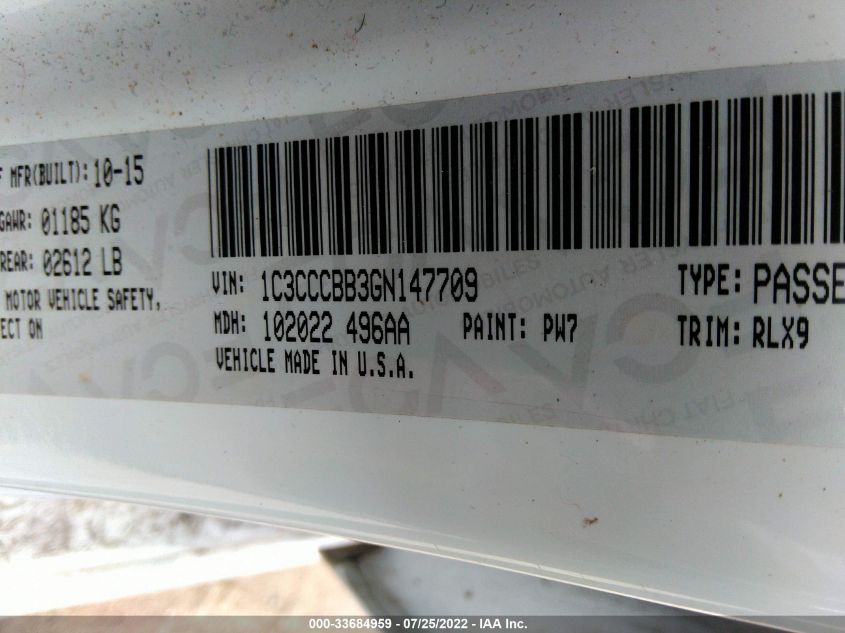 F MFR(BUILT): 10-15
GAWR: 01185 KG
REAR: 02612 LB
MOTOR VEHICLE SAFETY,
ECT ON
VIN: 1C3CCCBB3GN147709
TYPE: PASSE
MDH: 102022 496AA
PAINT: PW7
TRIM: RLX9
VEHICLE MADE IN U.S.A.
000-33684959 - 07/25/2022 - IAA Inc.